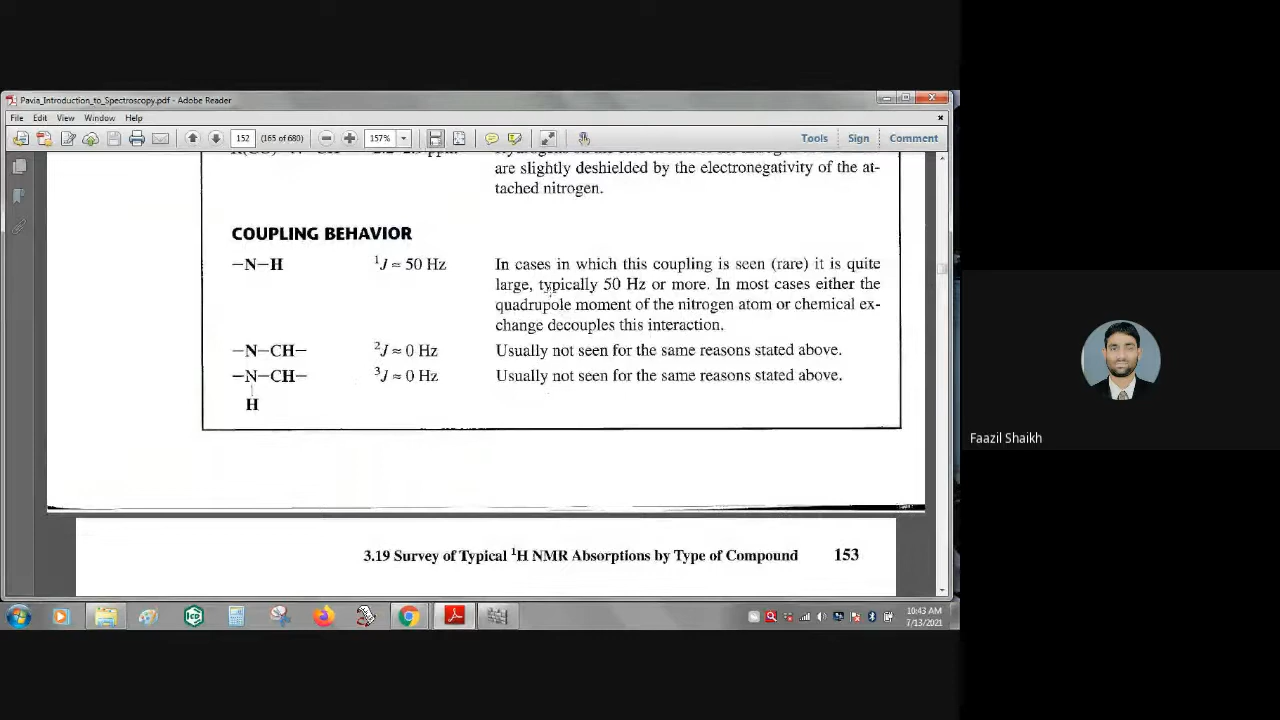 Pavia_Introduction_to_Spectroscopy.pdf - Adobe Reader
File Edit View Window Help
152 (165 of 680) 157% Tools Sign Comment
are slightly deshielded by the electronegativity of the at-
tached nitrogen.
COUPLING BEHAVIOR
–N–H ¹J ≈ 50 Hz In cases in which this coupling is seen (rare) it is quite
large, typically 50 Hz or more. In most cases either the
quadrupole moment of the nitrogen atom or chemical ex-
change decouples this interaction.
–N–CH– ²J ≈ 0 Hz Usually not seen for the same reasons stated above.
–N–CH– ³J ≈ 0 Hz Usually not seen for the same reasons stated above.
H
3.19 Survey of Typical ¹H NMR Absorptions by Type of Compound 153
Faazil Shaikh
10:43 AM
7/13/2021